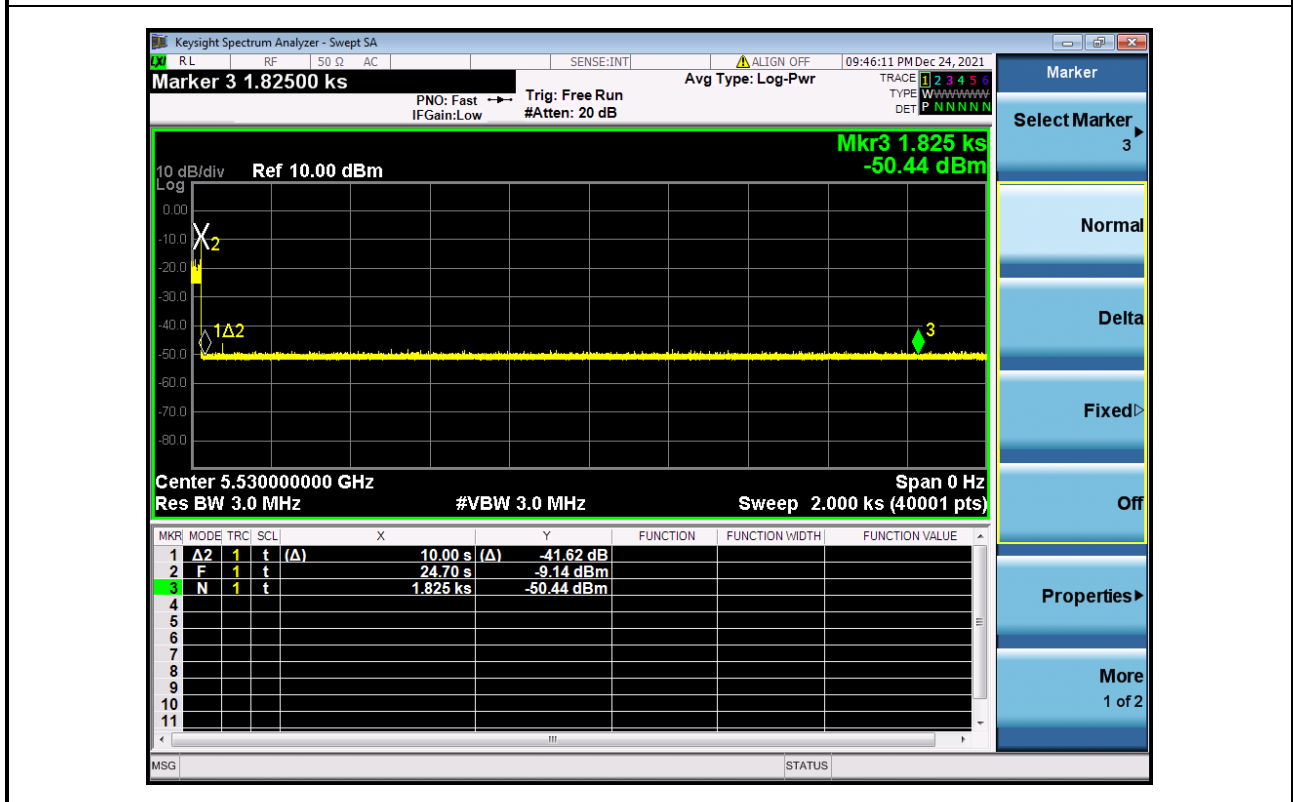 Keysight Spectrum Analyzer - Swept SA
LXI RL RF 50 Ω AC SENSE:INT ALIGN OFF 09:46:11 PM Dec 24, 2021
Marker 3 1.82500 ks
PNO: Fast
IFGain:Low
Trig: Free Run
#Atten: 20 dB
Avg Type: Log-Pwr
TRACE 1 2 3 4 5 6
TYPE WWWWWW
DET P N N N N N
Mkr3 1.825 ks
-50.44 dBm
10 dB/div Ref 10.00 dBm
Log
0.00
-10.0
-20.0
-30.0
-40.0
-50.0
-60.0
-70.0
-80.0
2
1Δ2
3
Center 5.530000000 GHz Span 0 Hz
Res BW 3.0 MHz #VBW 3.0 MHz Sweep 2.000 ks (40001 pts)
MKR MODE TRC SCL X Y FUNCTION FUNCTION WIDTH FUNCTION VALUE
1 Δ2 1 t (Δ) 10.00 s (Δ) -41.62 dB
2 F 1 t 24.70 s -9.14 dBm
3 N 1 t 1.825 ks -50.44 dBm
4
5
6
7
8
9
10
11
MSG STATUS
Marker
Select Marker
3
Normal
Delta
Fixed
Off
Properties
More
1 of 2